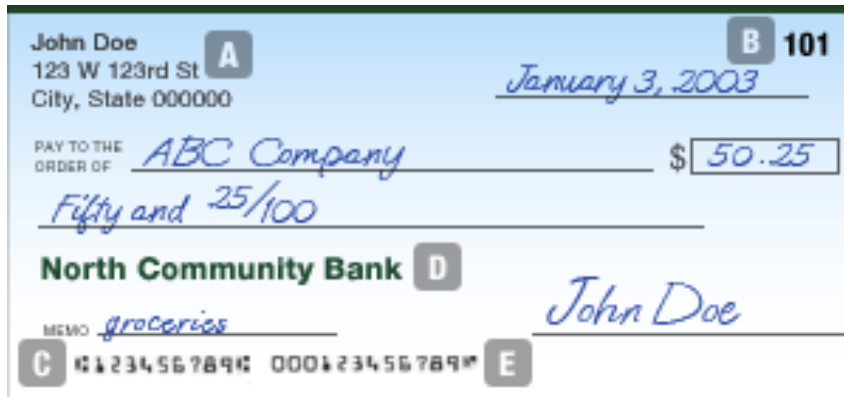 John Doe A B 101
123 W 123rd St
City, State 000000
January 3, 2003
PAY TO THE
ORDER OF ABC Company $ 50.25
Fifty and 25/100
North Community Bank D
John Doe
MEMO groceries
C ⑆123456789⑆ 000123456789⑈ E